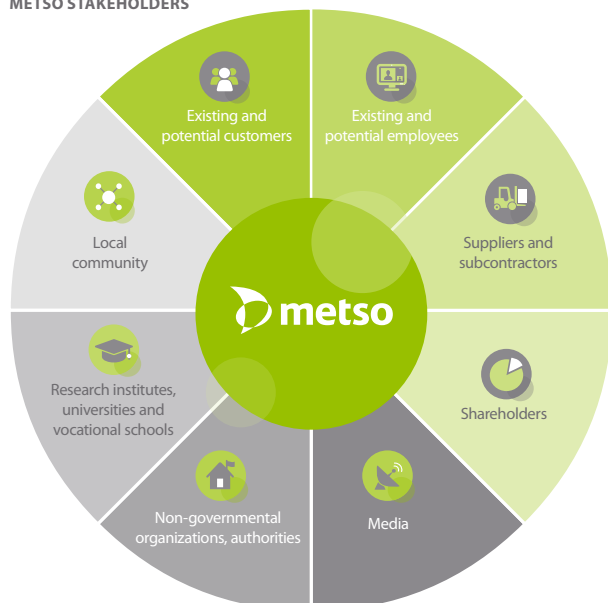 METSO STAKEHOLDERS
Existing and
potential customers
Existing and
potential employees
Local
community
Suppliers and
subcontractors
metso
Research institutes,
universities and
vocational schools
Shareholders
Non-governmental
organizations, authorities
Media